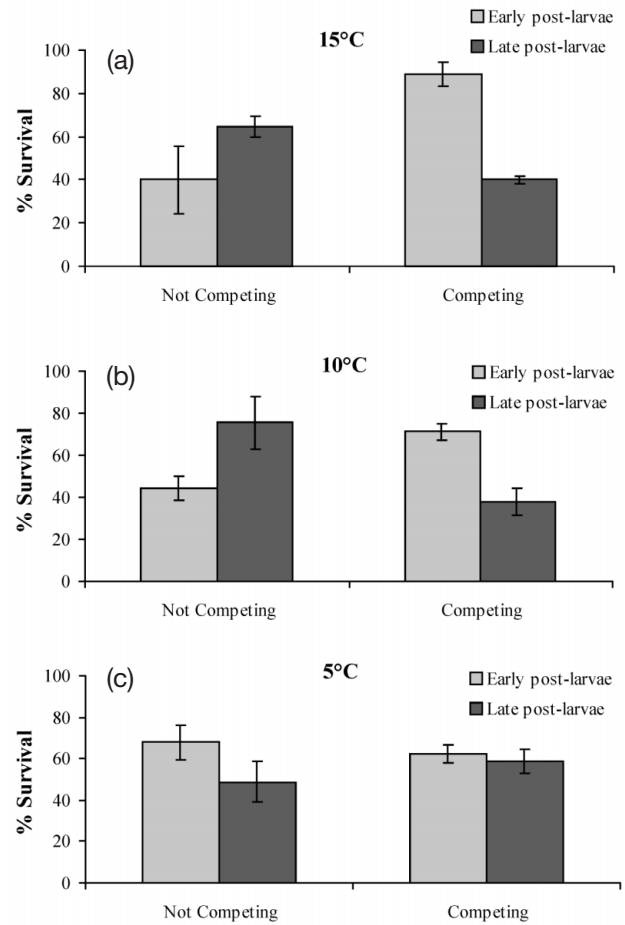 Early post-larvae
Late post-larvae
15°C
(a)
% Survival
100
80
60
40
20
0
Not Competing
Competing
Early post-larvae
Late post-larvae
10°C
(b)
% Survival
100
80
60
40
20
0
Not Competing
Competing
Early post-larvae
Late post-larvae
5°C
(c)
% Survival
100
80
60
40
20
0
Not Competing
Competing